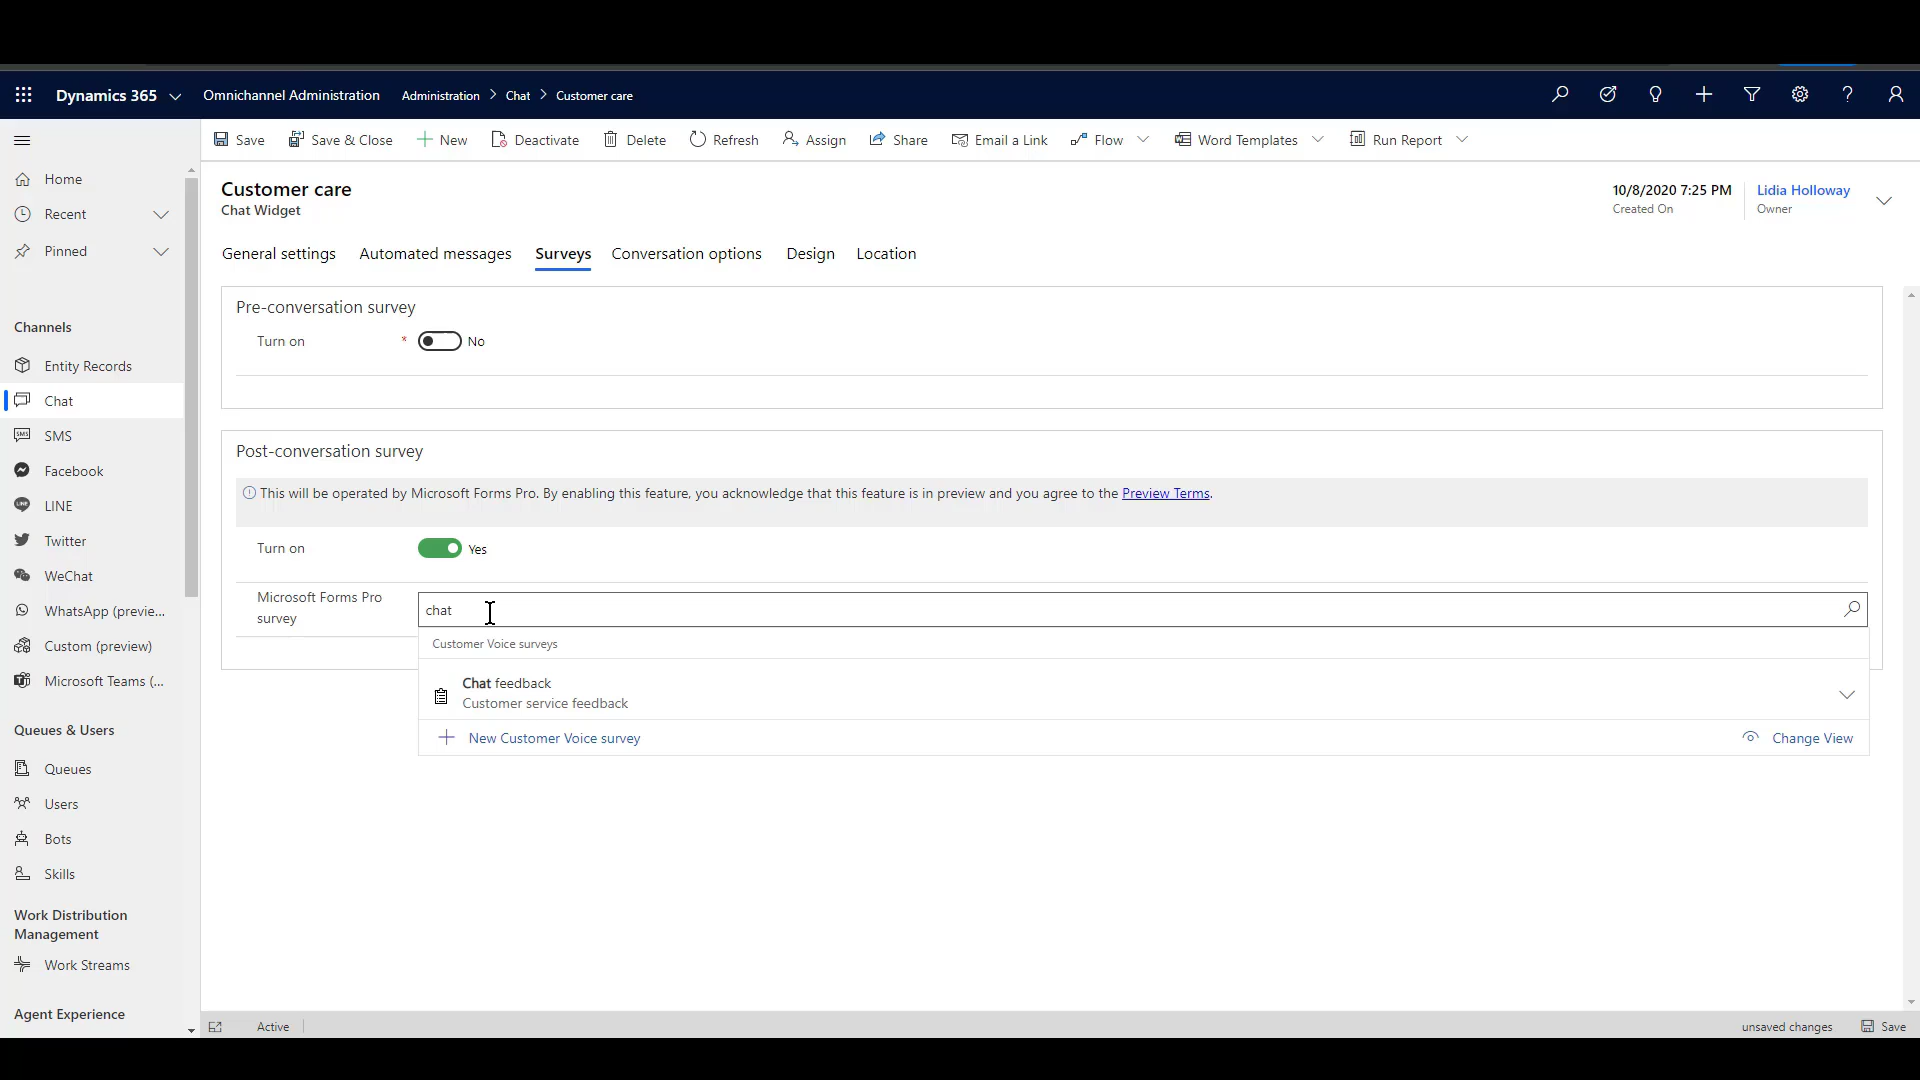 Dynamics 365
Omnichannel Administration
Administration > Chat > Customer care
Save
Save & Close
New
Deactivate
Delete
Refresh
Assign
Share
Email a Link
Flow
Word Templates
Run Report
Home
Recent
Pinned
Channels
Entity Records
Chat
SMS
Facebook
LINE
Twitter
WeChat
WhatsApp (previe...
Custom (preview)
Microsoft Teams (...
Queues & Users
Queues
Users
Bots
Skills
Work Distribution
Management
Work Streams
Agent Experience
Customer care
Chat Widget
10/8/2020 7:25 PM
Created On
Lidia Holloway
Owner
General settings
Automated messages
Surveys
Conversation options
Design
Location
Pre-conversation survey
Turn on * No
Post-conversation survey
This will be operated by Microsoft Forms Pro. By enabling this feature, you acknowledge that this feature is in preview and you agree to the Preview Terms.
Turn on Yes
Microsoft Forms Pro
survey
chat
Customer Voice surveys
Chat feedback
Customer service feedback
New Customer Voice survey
Change View
Active
unsaved changes
Save